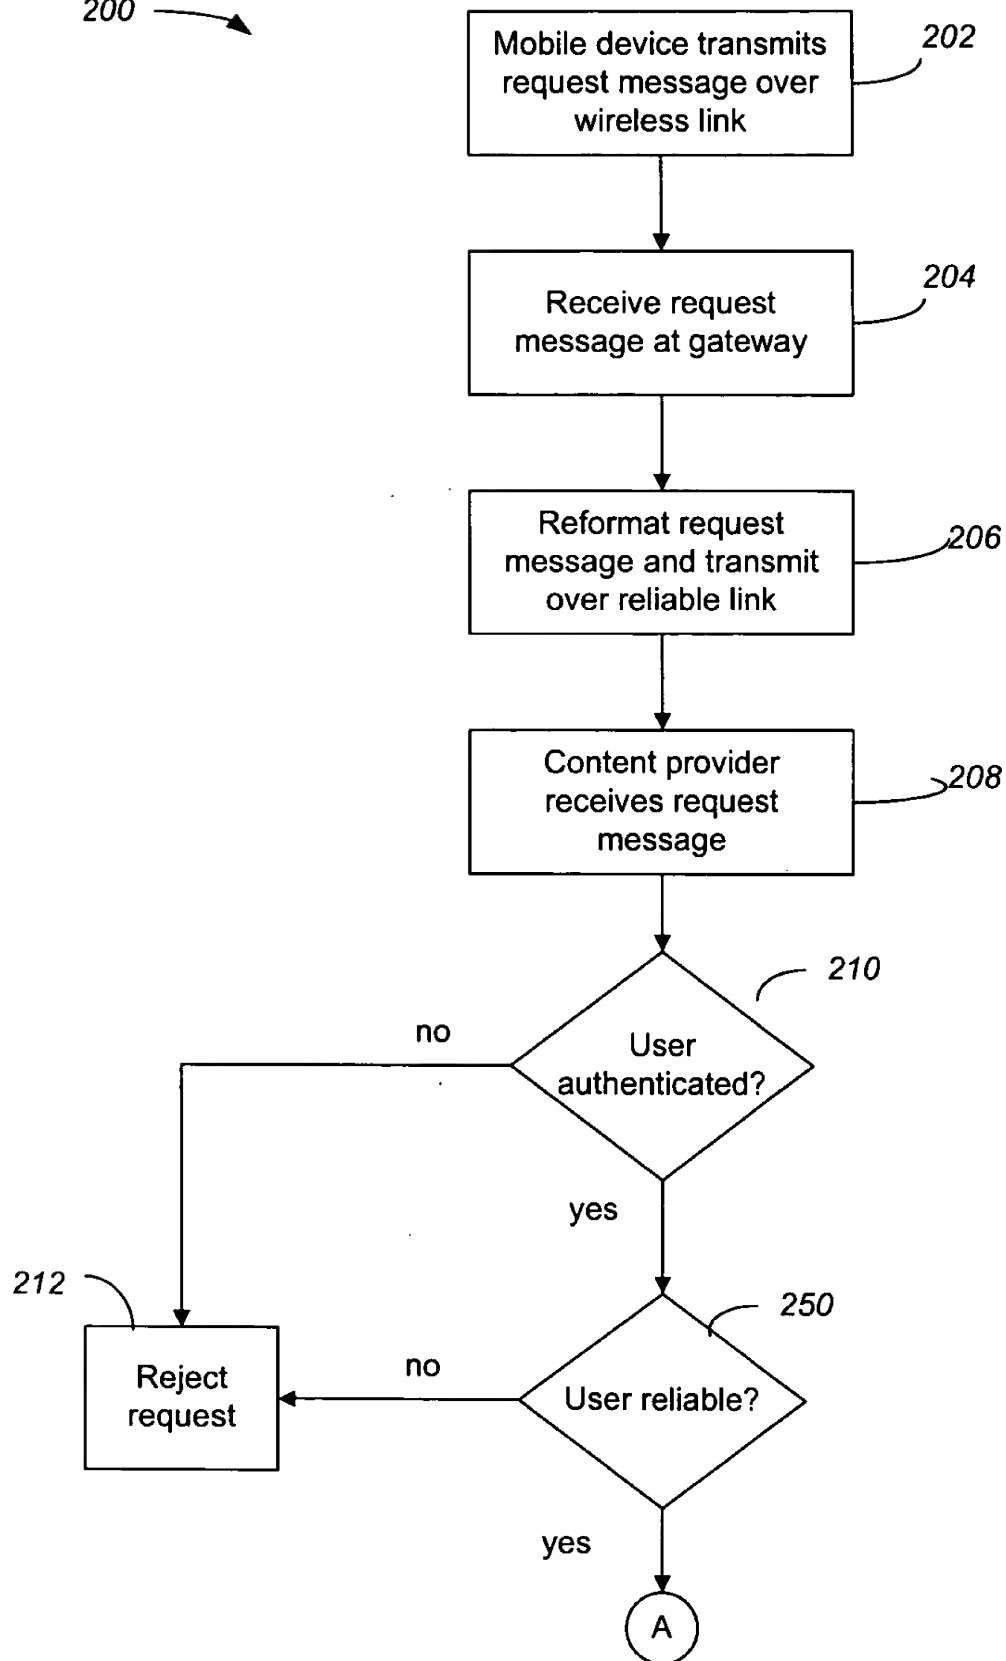 200
Mobile device transmits
request message over
wireless link
202
Receive request
message at gateway
204
Reformat request
message and transmit
over reliable link
206
Content provider
receives request
message
208
210
no
User
authenticated?
yes
212
250
Reject
request
no
User reliable?
yes
A